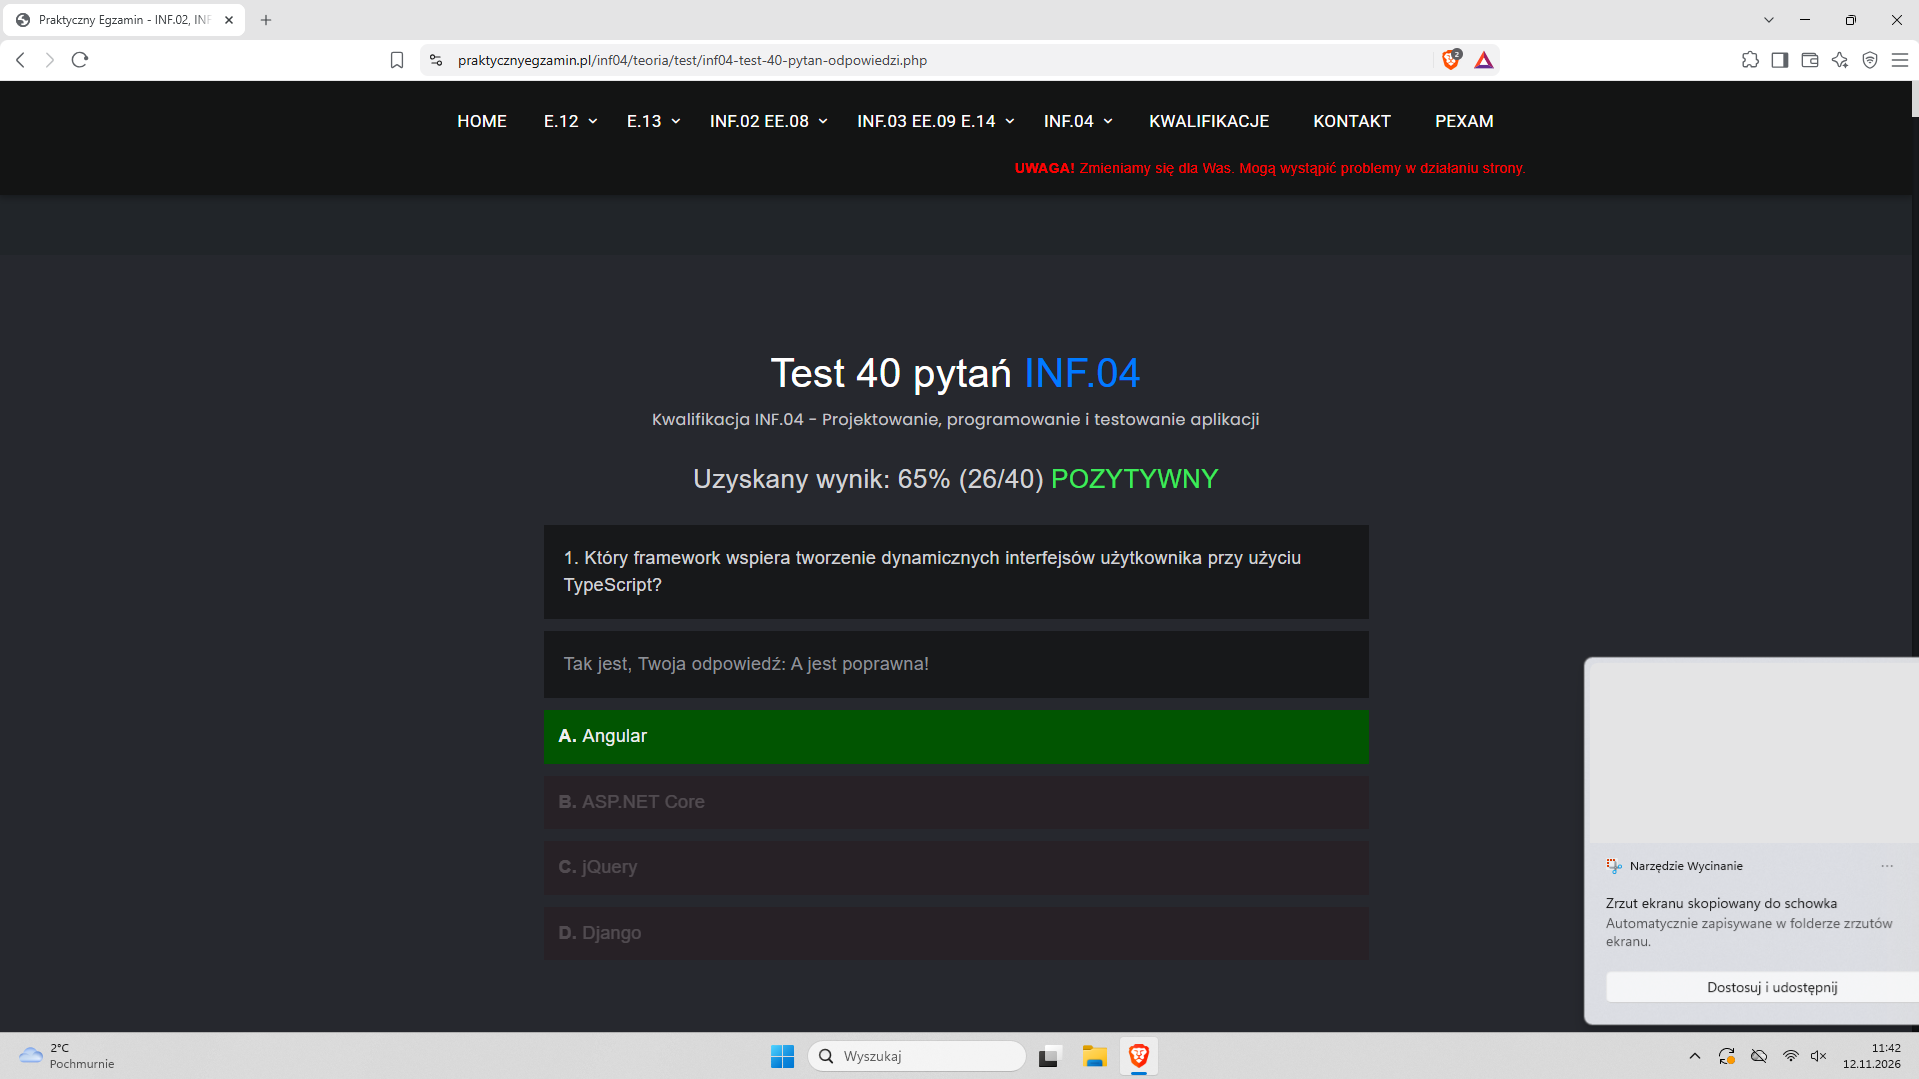 Praktyczny Egzamin - INF.02, INF
praktycznyegzamin.pl/inf04/teoria/test/inf04-test-40-pytan-odpowiedzi.php
2
HOME E.12 E.13 INF.02 EE.08 INF.03 EE.09 E.14 INF.04 KWALIFIKACJE KONTAKT PEXAM
UWAGA! Zmieniamy się dla Was. Mogą wystąpić problemy w działaniu strony.
Test 40 pytań INF.04
Kwalifikacja INF.04 - Projektowanie, programowanie i testowanie aplikacji
Uzyskany wynik: 65% (26/40) POZYTYWNY
1. Który framework wspiera tworzenie dynamicznych interfejsów użytkownika przy użyciu
TypeScript?
Tak jest, Twoja odpowiedź: A jest poprawna!
A. Angular
B. ASP.NET Core
C. jQuery
D. Django
Narzędzie Wycinanie
Zrzut ekranu skopiowany do schowka
Automatycznie zapisywane w folderze zrzutów
ekranu.
Dostosuj i udostępnij
2°C
Pochmurnie
Wyszukaj
11:42
12.11.2026